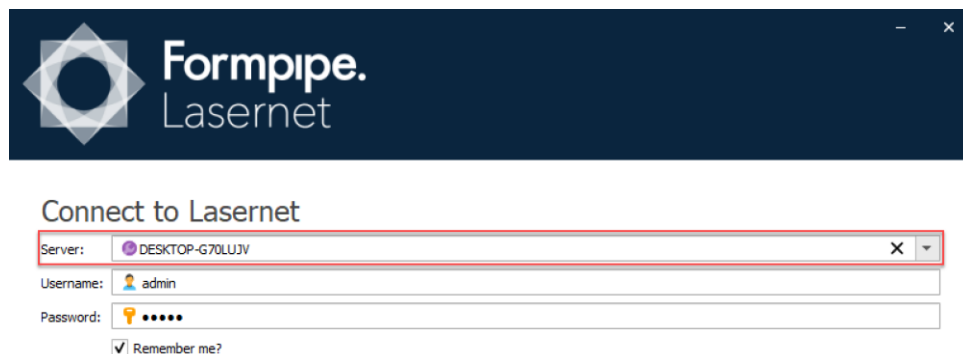 Formpipe.
Lasernet
Connect to Lasernet
Server: DESKTOP-G70LUJV
Username: admin
Password: •••••
Remember me?